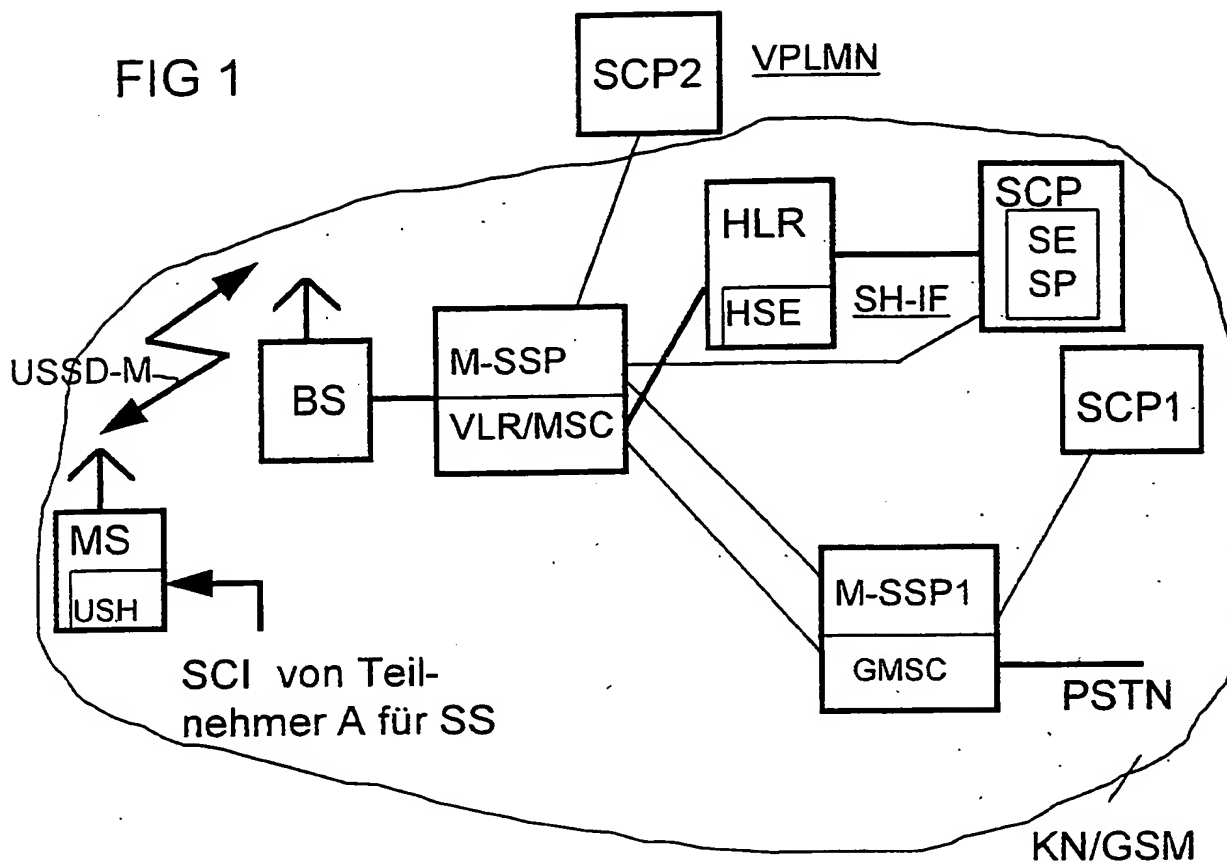 FIG 1
SCP2
VPLMN
HLR
HSE
SCP
SE
SP
SH-IF
USSD-M
BS
M-SSP
VLR/MSC
SCP1
MS
USH
SCI von Teil-
nehmer A für SS
M-SSP1
GMSC
PSTN
KN/GSM